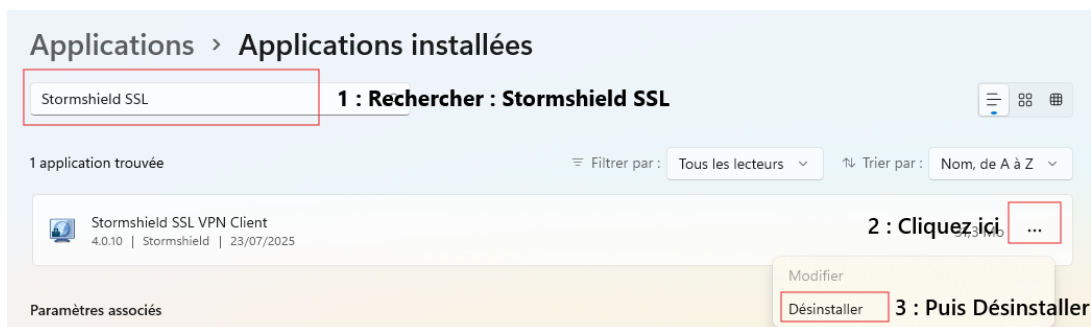 Applications > Applications installées
Stormshield SSL
1 : Rechercher : Stormshield SSL
1 application trouvée
Filtrer par : Tous les lecteurs
Trier par : Nom, de A à Z
Stormshield SSL VPN Client
4.0.10 | Stormshield | 23/07/2025
2 : Cliquez ici
Mo
...
Modifier
Désinstaller
3 : Puis Désinstaller
Paramètres associés